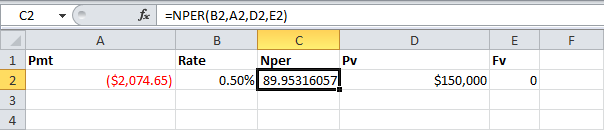 C2 fx =NPER(B2,A2,D2,E2)
A B C D E F
1 Pmt Rate Nper Pv Fv
2 ($2,074.65) 0.50% 89.95316057 $150,000 0
3
4